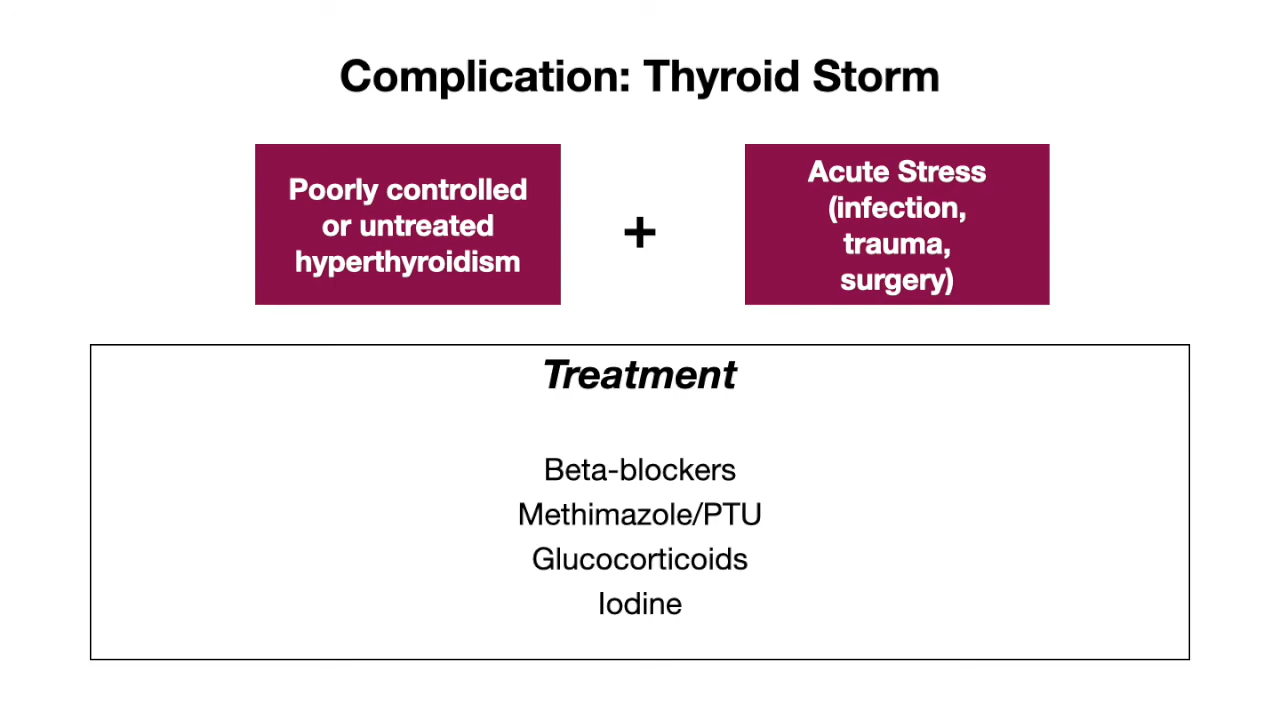 Complication: Thyroid Storm
Poorly controlled
or untreated
hyperthyroidism
+
Acute Stress
(infection,
trauma,
surgery)
Treatment
Beta-blockers
Methimazole/PTU
Glucocorticoids
Iodine